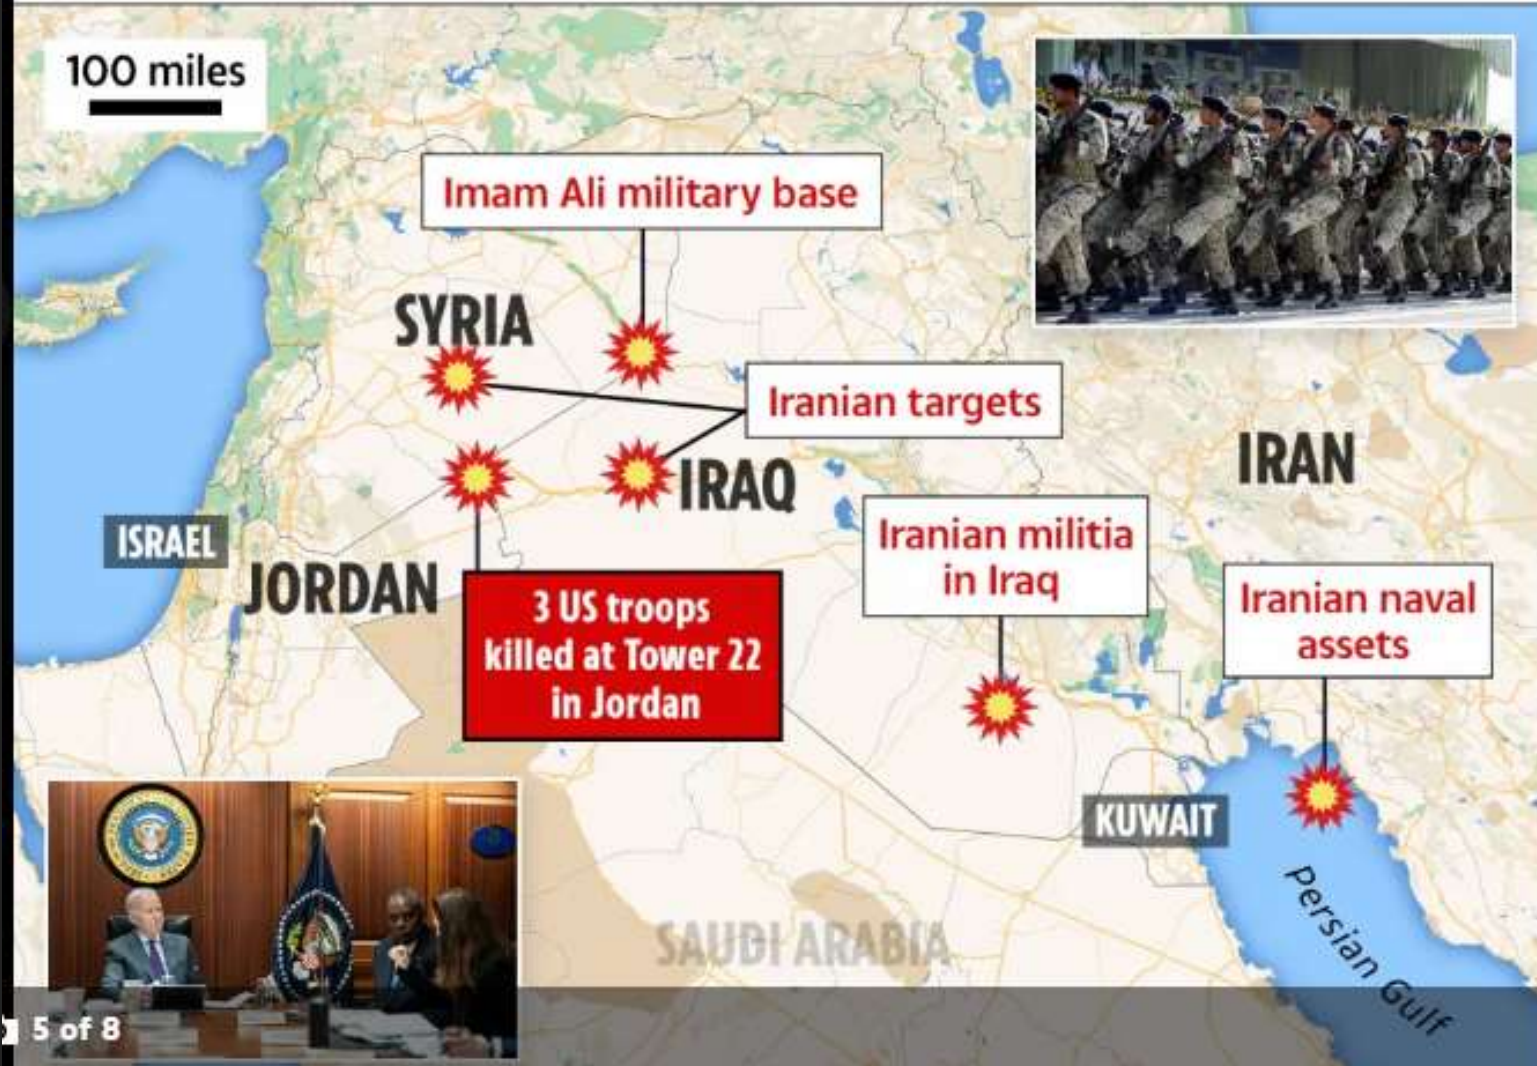 100 miles
Imam Ali military base
SYRIA
Iranian targets
IRAQ
IRAN
ISRAEL
JORDAN
Iranian militia
in Iraq
3 US troops
killed at Tower 22
in Jordan
Iranian naval
assets
KUWAIT
SAUDI ARABIA
Persian Gulf
5 of 8